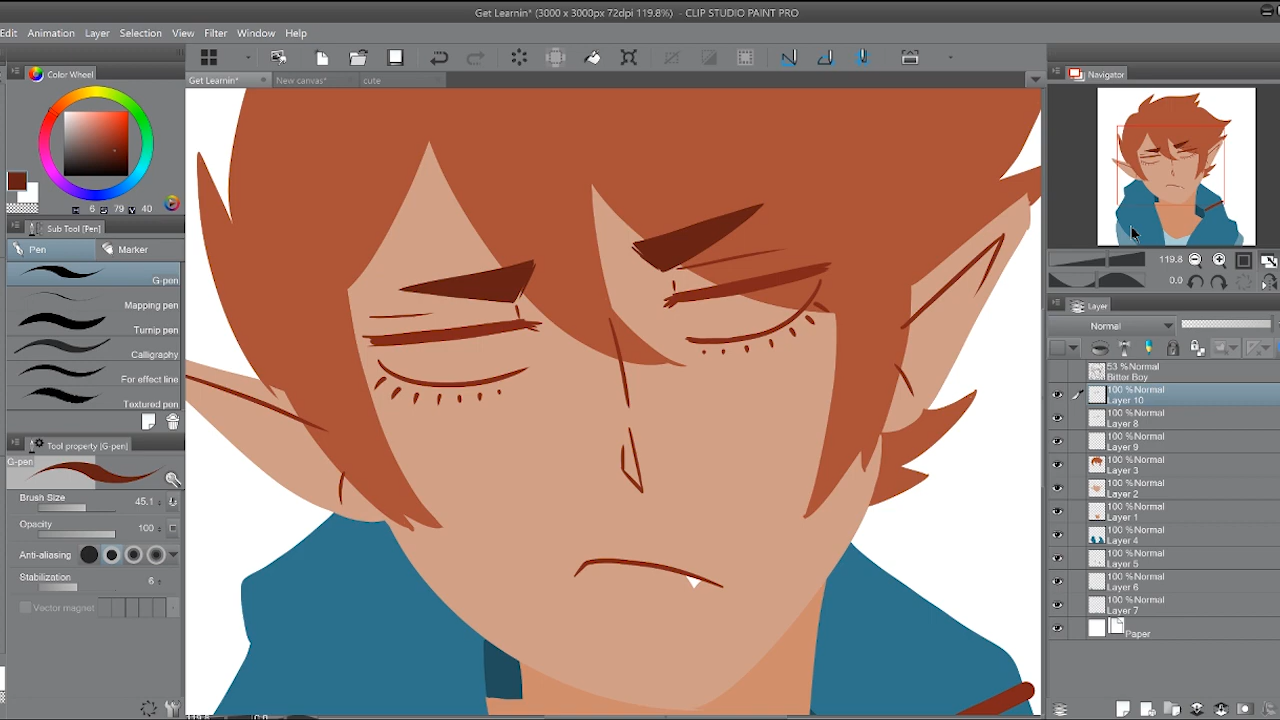 Get Learnin* (3000 x 3000px 72dpi 119.8%) - CLIP STUDIO PAINT PRO
Edit Animation Layer Selection View Filter Window Help
Get Learnin* New canvas* cute
Color Wheel
6 79 40
Sub Tool [Pen]
Pen Marker
G-pen
Mapping pen
Turnip pen
Calligraphy
For effect line
Textured pen
Tool property [G-pen]
G-pen
Brush Size 45.1
Opacity 100
Anti-aliasing
Stabilization 6
Vector magnet
Navigator
119.8
0.0
Layer
Normal
53 %Normal
Bitter Boy
100 %Normal
Layer 10
100 %Normal
Layer 8
100 %Normal
Layer 9
100 %Normal
Layer 3
100 %Normal
Layer 2
100 %Normal
Layer 1
100 %Normal
Layer 4
100 %Normal
Layer 5
100 %Normal
Layer 6
100 %Normal
Layer 7
Paper